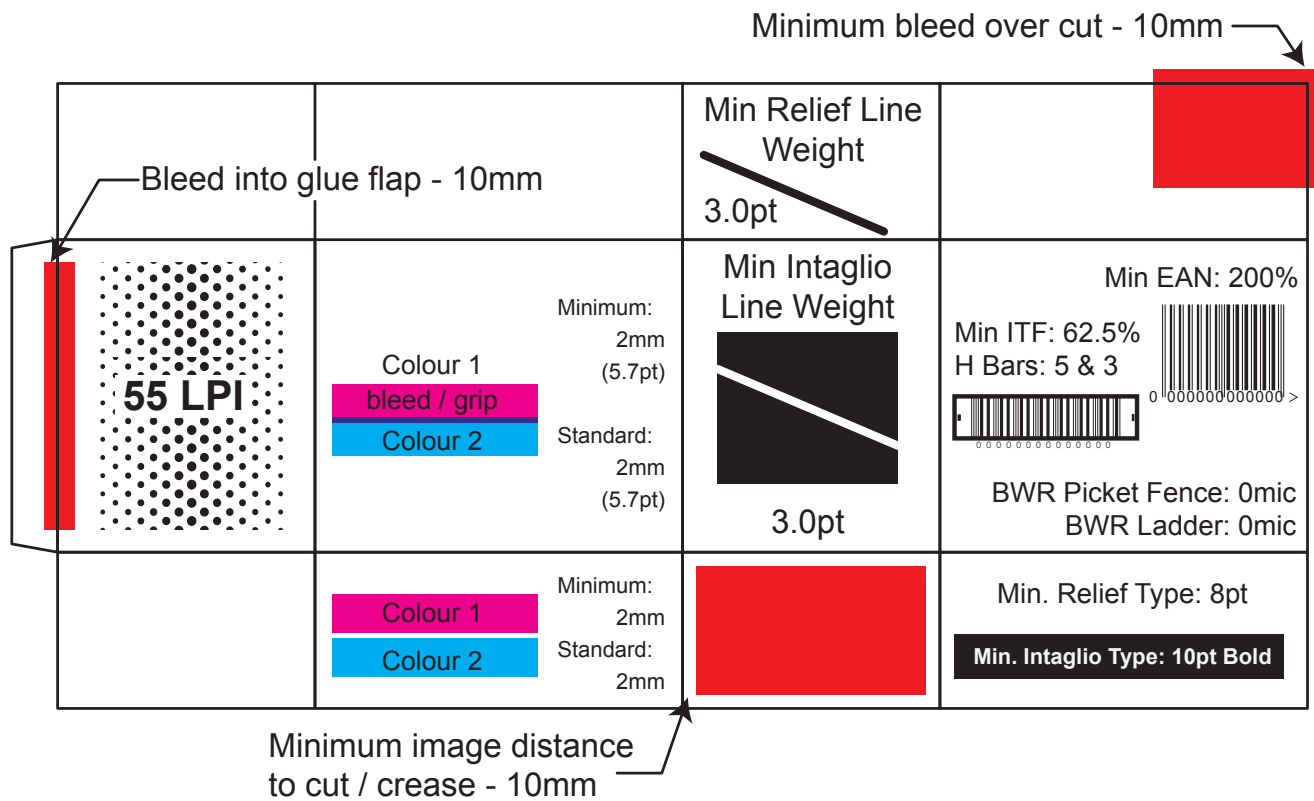 Minimum bleed over cut - 10mm
Min Relief Line
Weight
3.0pt
Bleed into glue flap - 10mm
55 LPI
Colour 1
bleed / grip
Colour 2
Minimum:
2mm
(5.7pt)
Standard:
2mm
(5.7pt)
Min Intaglio
Line Weight
3.0pt
Min EAN: 200%
Min ITF: 62.5%
H Bars: 5 & 3
0 000000 000000 >
00000000000000
BWR Picket Fence: 0mic
BWR Ladder: 0mic
Colour 1
Colour 2
Minimum:
2mm
Standard:
2mm
Min. Relief Type: 8pt
Min. Intaglio Type: 10pt Bold
Minimum image distance
to cut / crease - 10mm